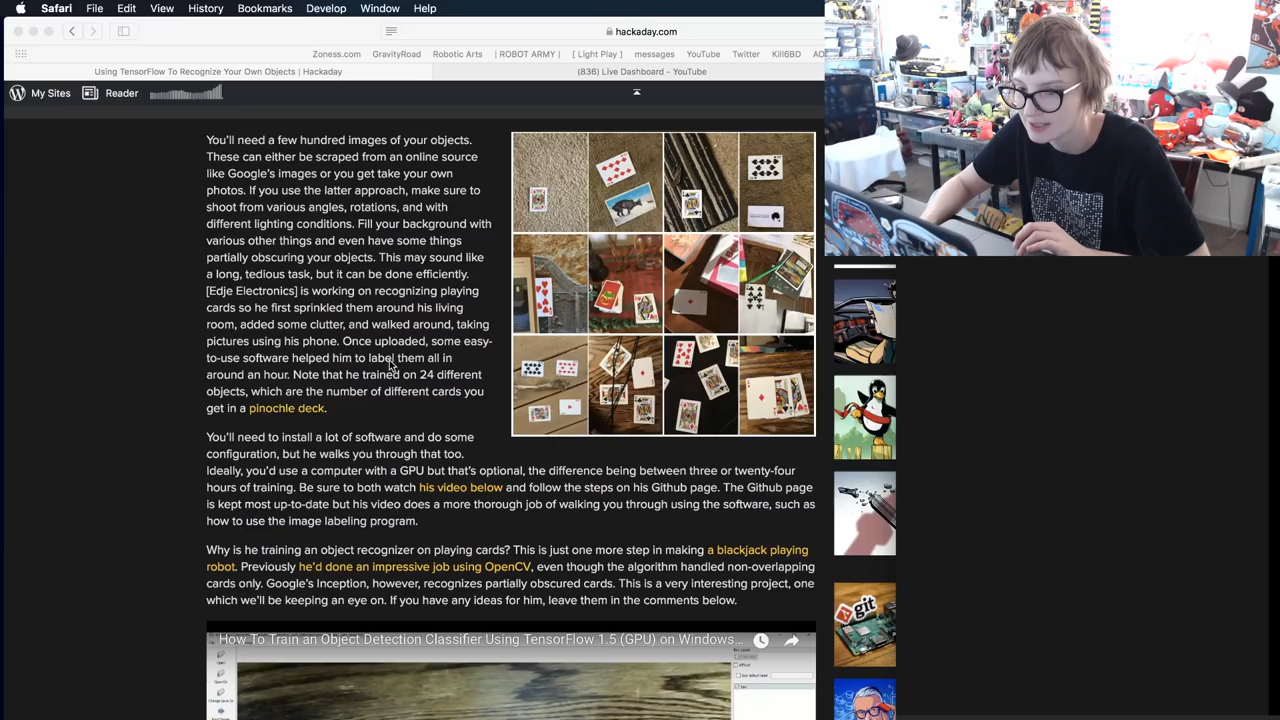 Safari File Edit View History Bookmarks Develop Window Help
hackaday.com
Zoness.com GravityRoad Robotic Arts | ROBOT ARMY | [ Light Play ] messages YouTube Twitter Kill6BD AO
Using TensorFlow To Recognize Your Own Objects | Hackaday
(836) Live Dashboard - YouTube
My Sites Reader
You'll need a few hundred images of your objects.
These can either be scraped from an online source
like Google's images or you get take your own
photos. If you use the latter approach, make sure to
shoot from various angles, rotations, and with
different lighting conditions. Fill your background with
various other things and even have some things
partially obscuring your objects. This may sound like
a long, tedious task, but it can be done efficiently.
[Edje Electronics] is working on recognizing playing
cards so he first sprinkled them around his living
room, added some clutter, and walked around, taking
pictures using his phone. Once uploaded, some easy-
to-use software helped him to label them all in
around an hour. Note that he trained on 24 different
objects, which are the number of different cards you
get in a pinochle deck.
You'll need to install a lot of software and do some
configuration, but he walks you through that too.
Ideally, you'd use a computer with a GPU but that's optional, the difference being between three or twenty-four
hours of training. Be sure to both watch his video below and follow the steps on his Github page. The Github page
is kept most up-to-date but his video does a more thorough job of walking you through using the software, such as
how to use the image labeling program.
Why is he training an object recognizer on playing cards? This is just one more step in making a blackjack playing
robot. Previously he'd done an impressive job using OpenCV, even though the algorithm handled non-overlapping
cards only. Google's Inception, however, recognizes partially obscured cards. This is a very interesting project, one
which we'll be keeping an eye on. If you have any ideas for him, leave them in the comments below.
How To Train an Object Detection Classifier Using TensorFlow 1.5 (GPU) on Windows...
git